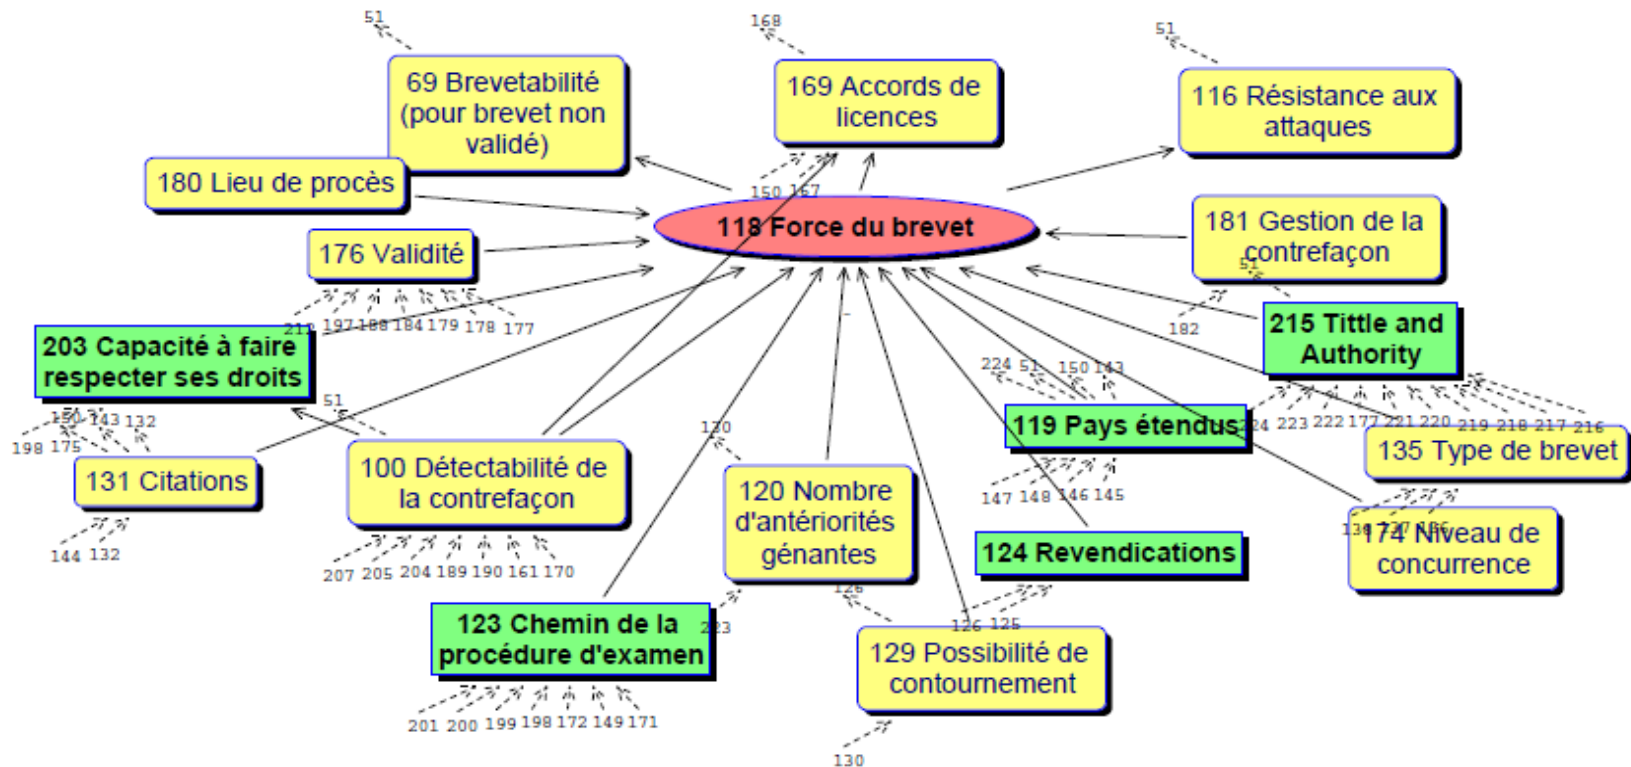 51
168
51
69 Brevetabilité
(pour brevet non
validé)
169 Accords de
licences
116 Résistance aux
attaques
180 Lieu de procès
150 167
118 Force du brevet
181 Gestion de la
contrefaçon
176 Validité
51
212 197 188 184 179 178 177
182
203 Capacité à faire
respecter ses droits
215 Tittle and
Authority
224 51 150 143
51
150 143 132
198 175
119 Pays étendus
224 223 222 177 221 220 219 218 217 216
130
131 Citations
100 Détectabilité de
la contrefaçon
120 Nombre
d'antériorités
génantes
135 Type de brevet
147 148 146 145
144 132
207 205 204 189 190 161 170
124 Revendications
174 Niveau de
concurrence
126
123 Chemin de la
procédure d'examen
223
126 125
129 Possibilité de
contournement
201 200 199 198 172 149 171
130